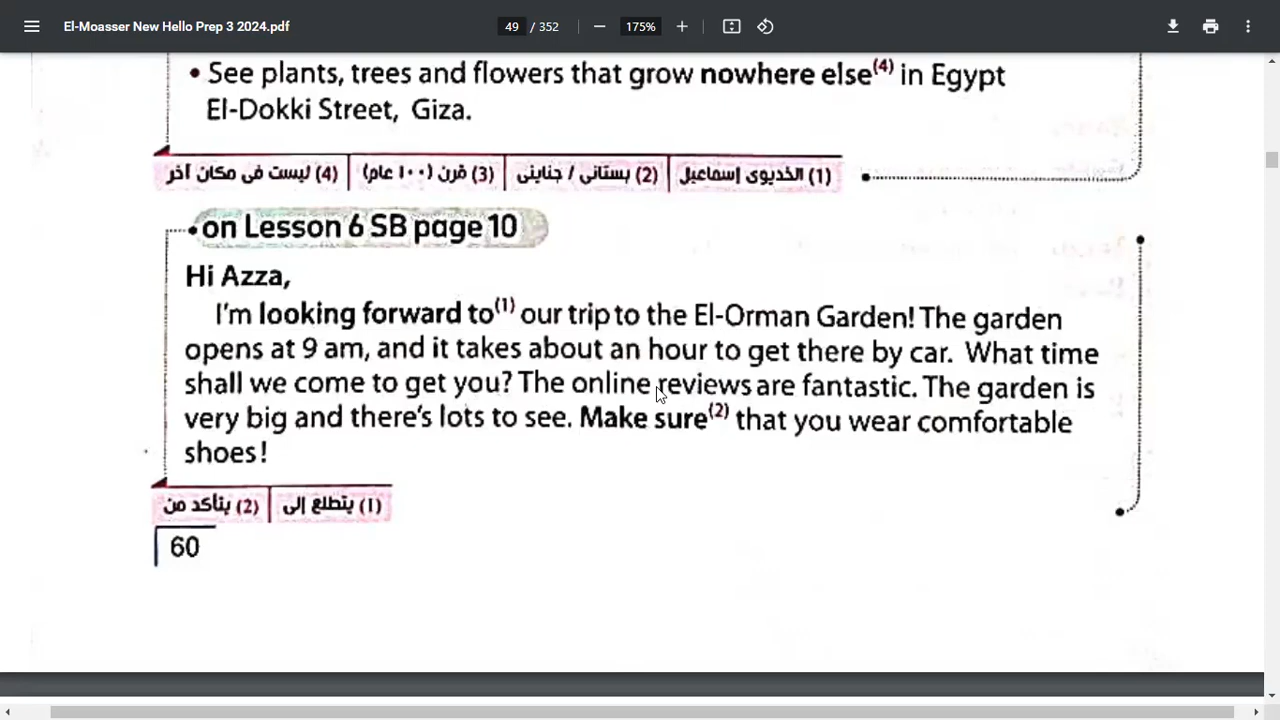 El-Moasser New Hello Prep 3 2024.pdf
49 / 352
175%
• See plants, trees and flowers that grow nowhere else(4) in Egypt
El-Dokki Street, Giza.
(1) الخديوى إسماعيل (2) بستانى / جناينى (3) قرن (١٠٠ عام) (4) ليست فى مكان آخر
on Lesson 6 SB page 10
Hi Azza,
I'm looking forward to(1) our trip to the El-Orman Garden! The garden
opens at 9 am, and it takes about an hour to get there by car. What time
shall we come to get you? The online reviews are fantastic. The garden is
very big and there's lots to see. Make sure(2) that you wear comfortable
shoes!
(1) يتطلع إلى (2) يتأكد من
60